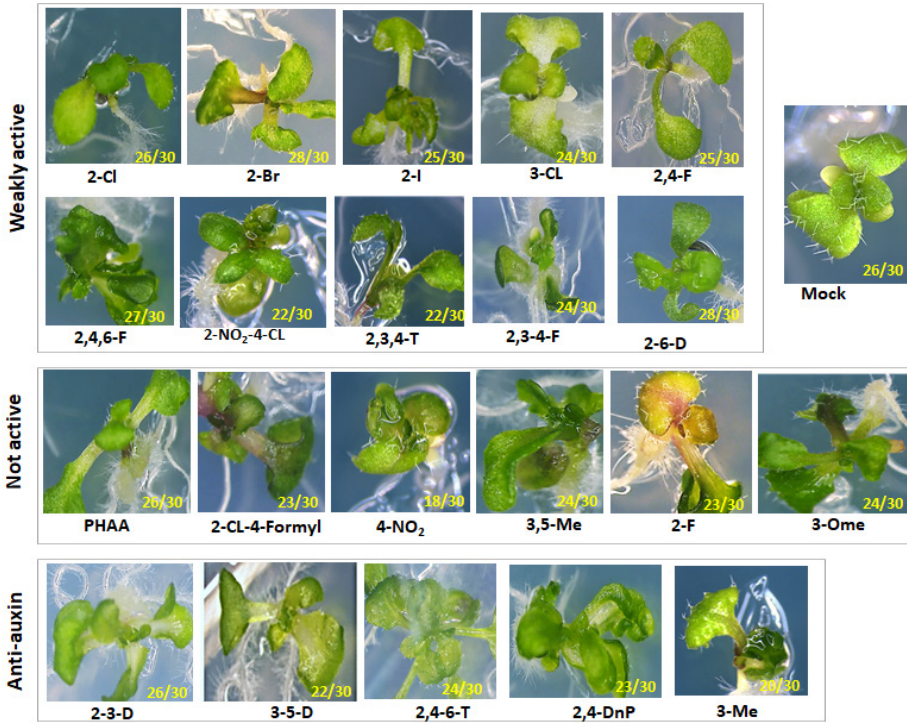 Weakly active
26/30
28/30
25/30
24/30
25/30
2-Cl
2-Br
2-I
3-CL
2,4-F
27/30
22/30
22/30
24/30
28/30
2,4,6-F
2-NO₂-4-CL
2,3,4-T
2,3-4-F
2-6-D
26/30
Mock
Not active
26/30
23/30
18/30
24/30
23/30
24/30
PHAA
2-CL-4-Formyl
4-NO₂
3,5-Me
2-F
3-Ome
Anti-auxin
26/30
22/30
24/30
23/30
28/30
2-3-D
3-5-D
2,4-6-T
2,4-DnP
3-Me